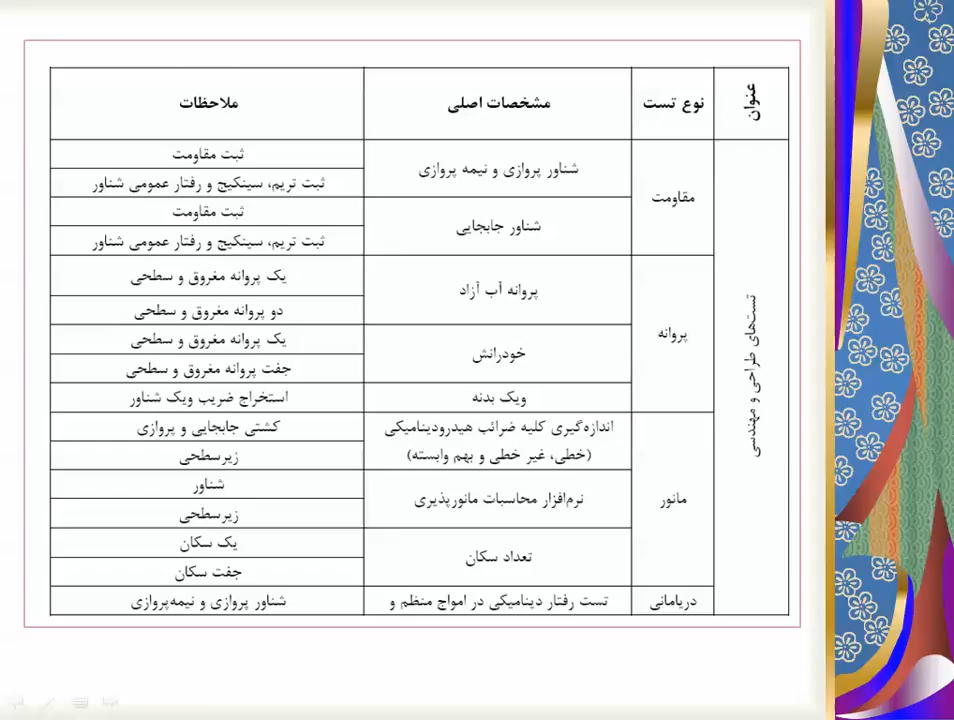 عنوان
نوع تست
مشخصات اصلی
ملاحظات
تست‌های طراحی و مهندسی
مقاومت
شناور پروازی و نیمه پروازی
ثبت مقاومت
ثبت تریم، سینکیج و رفتار عمومی شناور
شناور جابجایی
ثبت مقاومت
ثبت تریم، سینکیج و رفتار عمومی شناور
پروانه
پروانه آب آزاد
یک پروانه مغروق و سطحی
دو پروانه مغروق و سطحی
خودرانش
یک پروانه مغروق و سطحی
جفت پروانه مغروق و سطحی
ویک بدنه
استخراج ضریب ویک شناور
مانور
اندازه‌گیری کلیه ضرائب هیدرودینامیکی
(خطی، غیر خطی و بهم وابسته)
کشتی جابجایی و پروازی
زیرسطحی
نرم‌افزار محاسبات مانورپذیری
شناور
زیرسطحی
تعداد سکان
یک سکان
جفت سکان
دریامانی
تست رفتار دینامیکی در امواج منظم و
شناور پروازی و نیمه‌پروازی